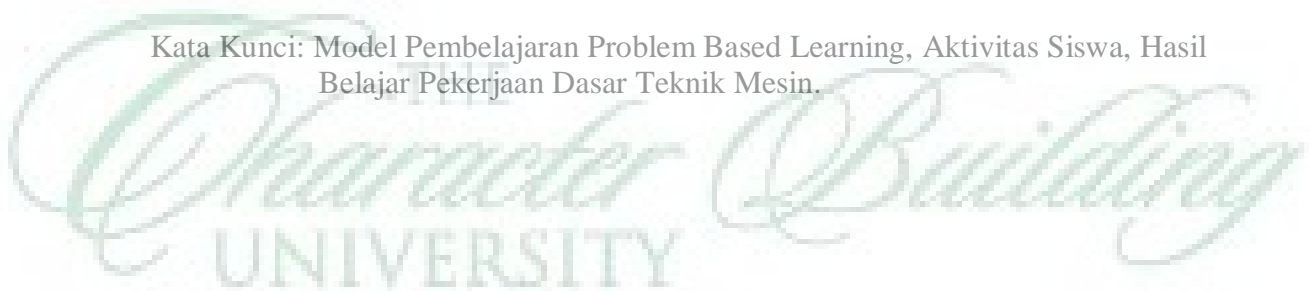 Kata Kunci: Model Pembelajaran Problem Based Learning, Aktivitas Siswa, Hasil
Belajar Pekerjaan Dasar Teknik Mesin.
THE
Character Building
UNIVERSITY